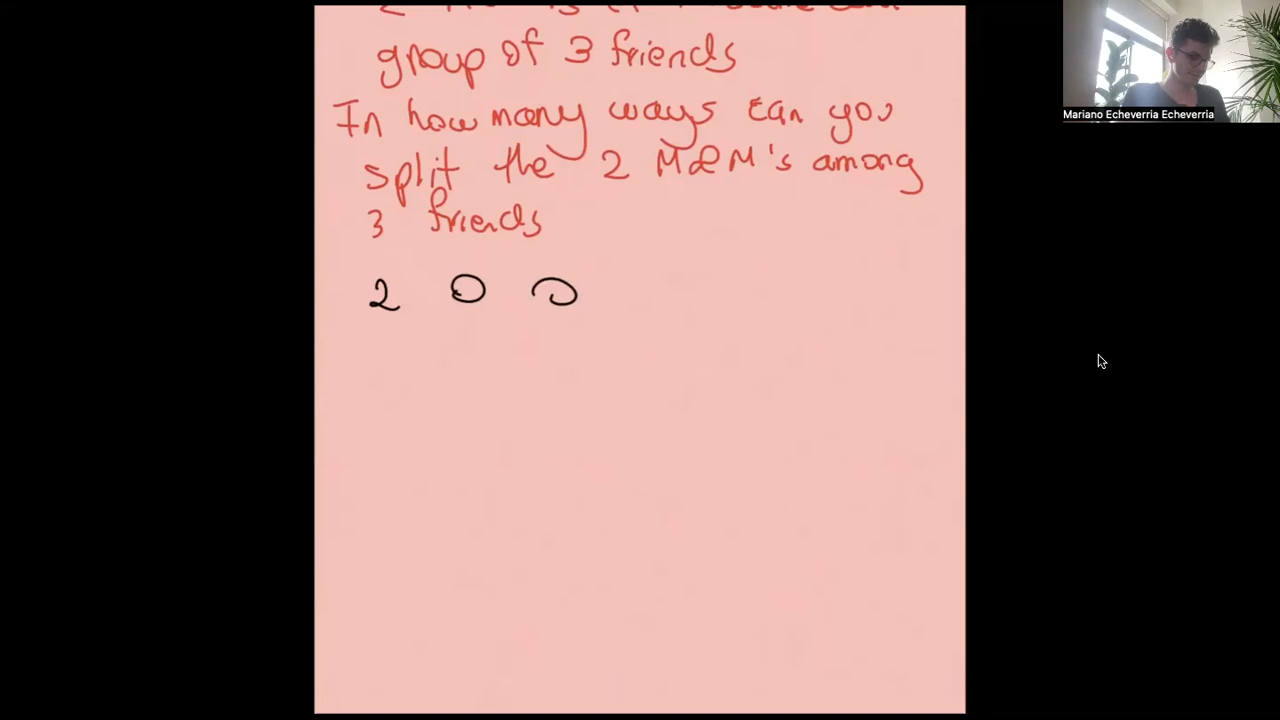 group of 3 friends
In how many ways can you
split the 2 M&M's among
3 friends
2 0 0
Mariano Echeverria Echeverria